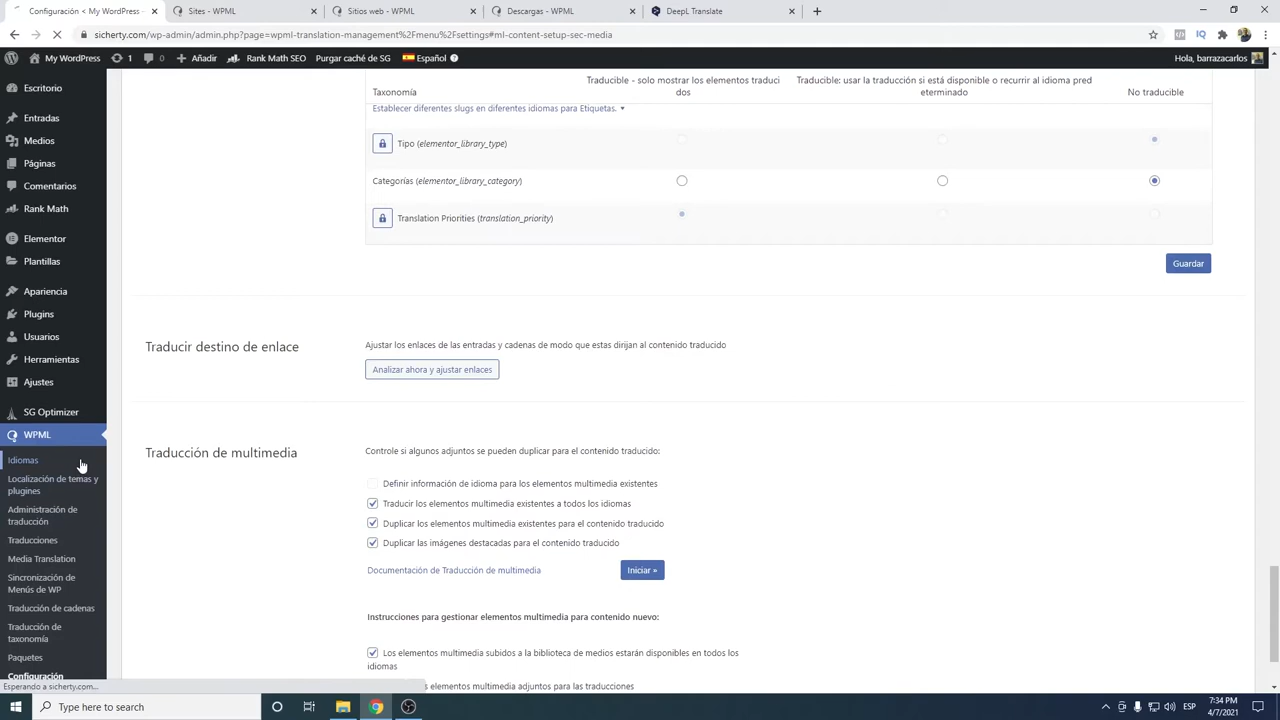 Configuración < My WordPress —
Sites - WPML
Sitios web - WPML
Descargas - WPML
DeepL Translate
sicherty.com/wp-admin/admin.php?page=wpml-translation-management%2Fmenu%2Fsettings#ml-content-setup-sec-media
My WordPress
1
0
Añadir
Rank Math SEO
Purgar caché de SG
Español
Hola, barrazacarlos
Escritorio
Entradas
Medios
Páginas
Comentarios
Rank Math
Elementor
Plantillas
Apariencia
Plugins
Usuarios
Herramientas
Ajustes
SG Optimizer
WPML
Idiomas
Localización de temas y
plugines
Administración de
traducción
Traducciones
Media Translation
Sincronización de
Menús de WP
Traducción de cadenas
Traducción de
taxonomía
Paquetes
Configuración
Esperando a sicherty.com...
Taxonomía
Traducible - solo mostrar los elementos traduci
dos
Traducible: usar la traducción si está disponible o recurrir al idioma pred
eterminado
No traducible
Establecer diferentes slugs en diferentes idiomas para Etiquetas.
Tipo (elementor_library_type)
Categorías (elementor_library_category)
Translation Priorities (translation_priority)
Guardar
Traducir destino de enlace
Ajustar los enlaces de las entradas y cadenas de modo que estas dirijan al contenido traducido
Analizar ahora y ajustar enlaces
Traducción de multimedia
Controle si algunos adjuntos se pueden duplicar para el contenido traducido:
Definir información de idioma para los elementos multimedia existentes
Traducir los elementos multimedia existentes a todos los idiomas
Duplicar los elementos multimedia existentes para el contenido traducido
Duplicar las imágenes destacadas para el contenido traducido
Documentación de Traducción de multimedia
Iniciar »
Instrucciones para gestionar elementos multimedia para contenido nuevo:
Los elementos multimedia subidos a la biblioteca de medios estarán disponibles en todos los
idiomas
los elementos multimedia adjuntos para las traducciones
Type here to search
ESP
7:34 PM
4/7/2021